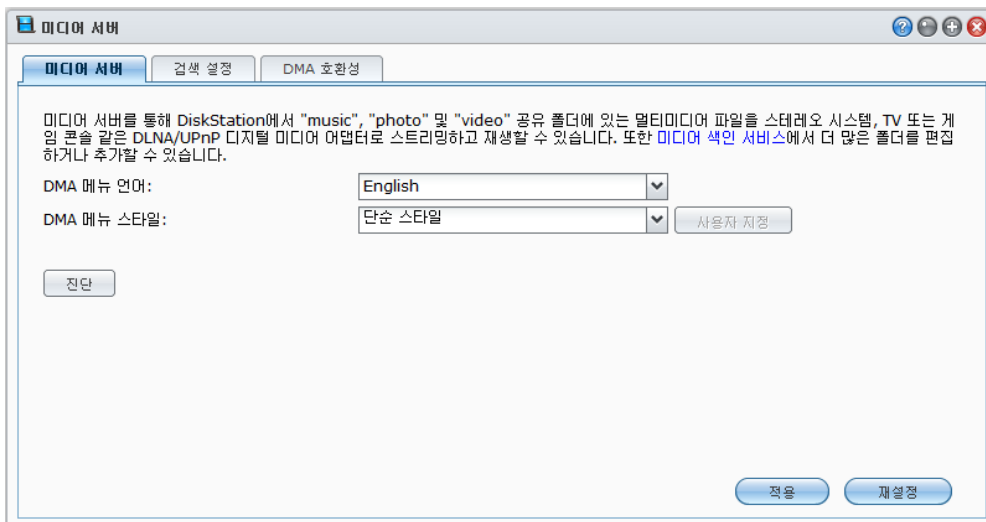 미디어 서버
미디어 서버 검색 설정 DMA 호환성
미디어 서버를 통해 DiskStation에서 "music", "photo" 및 "video" 공유 폴더에 있는 멀티미디어 파일을 스테레오 시스템, TV 또는 게
임 콘솔 같은 DLNA/UPnP 디지털 미디어 어댑터로 스트리밍하고 재생할 수 있습니다. 또한 미디어 색인 서비스에서 더 많은 폴더를 편집
하거나 추가할 수 있습니다.
DMA 메뉴 언어: English
DMA 메뉴 스타일: 단순 스타일 사용자 지정
진단
적용 재설정